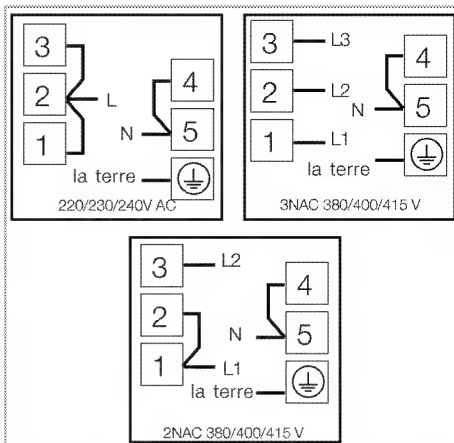 3
2 L
1
4
N 5
la terre
220/230/240V AC
3 L3
2 L2
1 L1
4
N 5
la terre
3NAC 380/400/415 V
3 L2
2
1 L1
4
N 5
la terre
2NAC 380/400/415 V